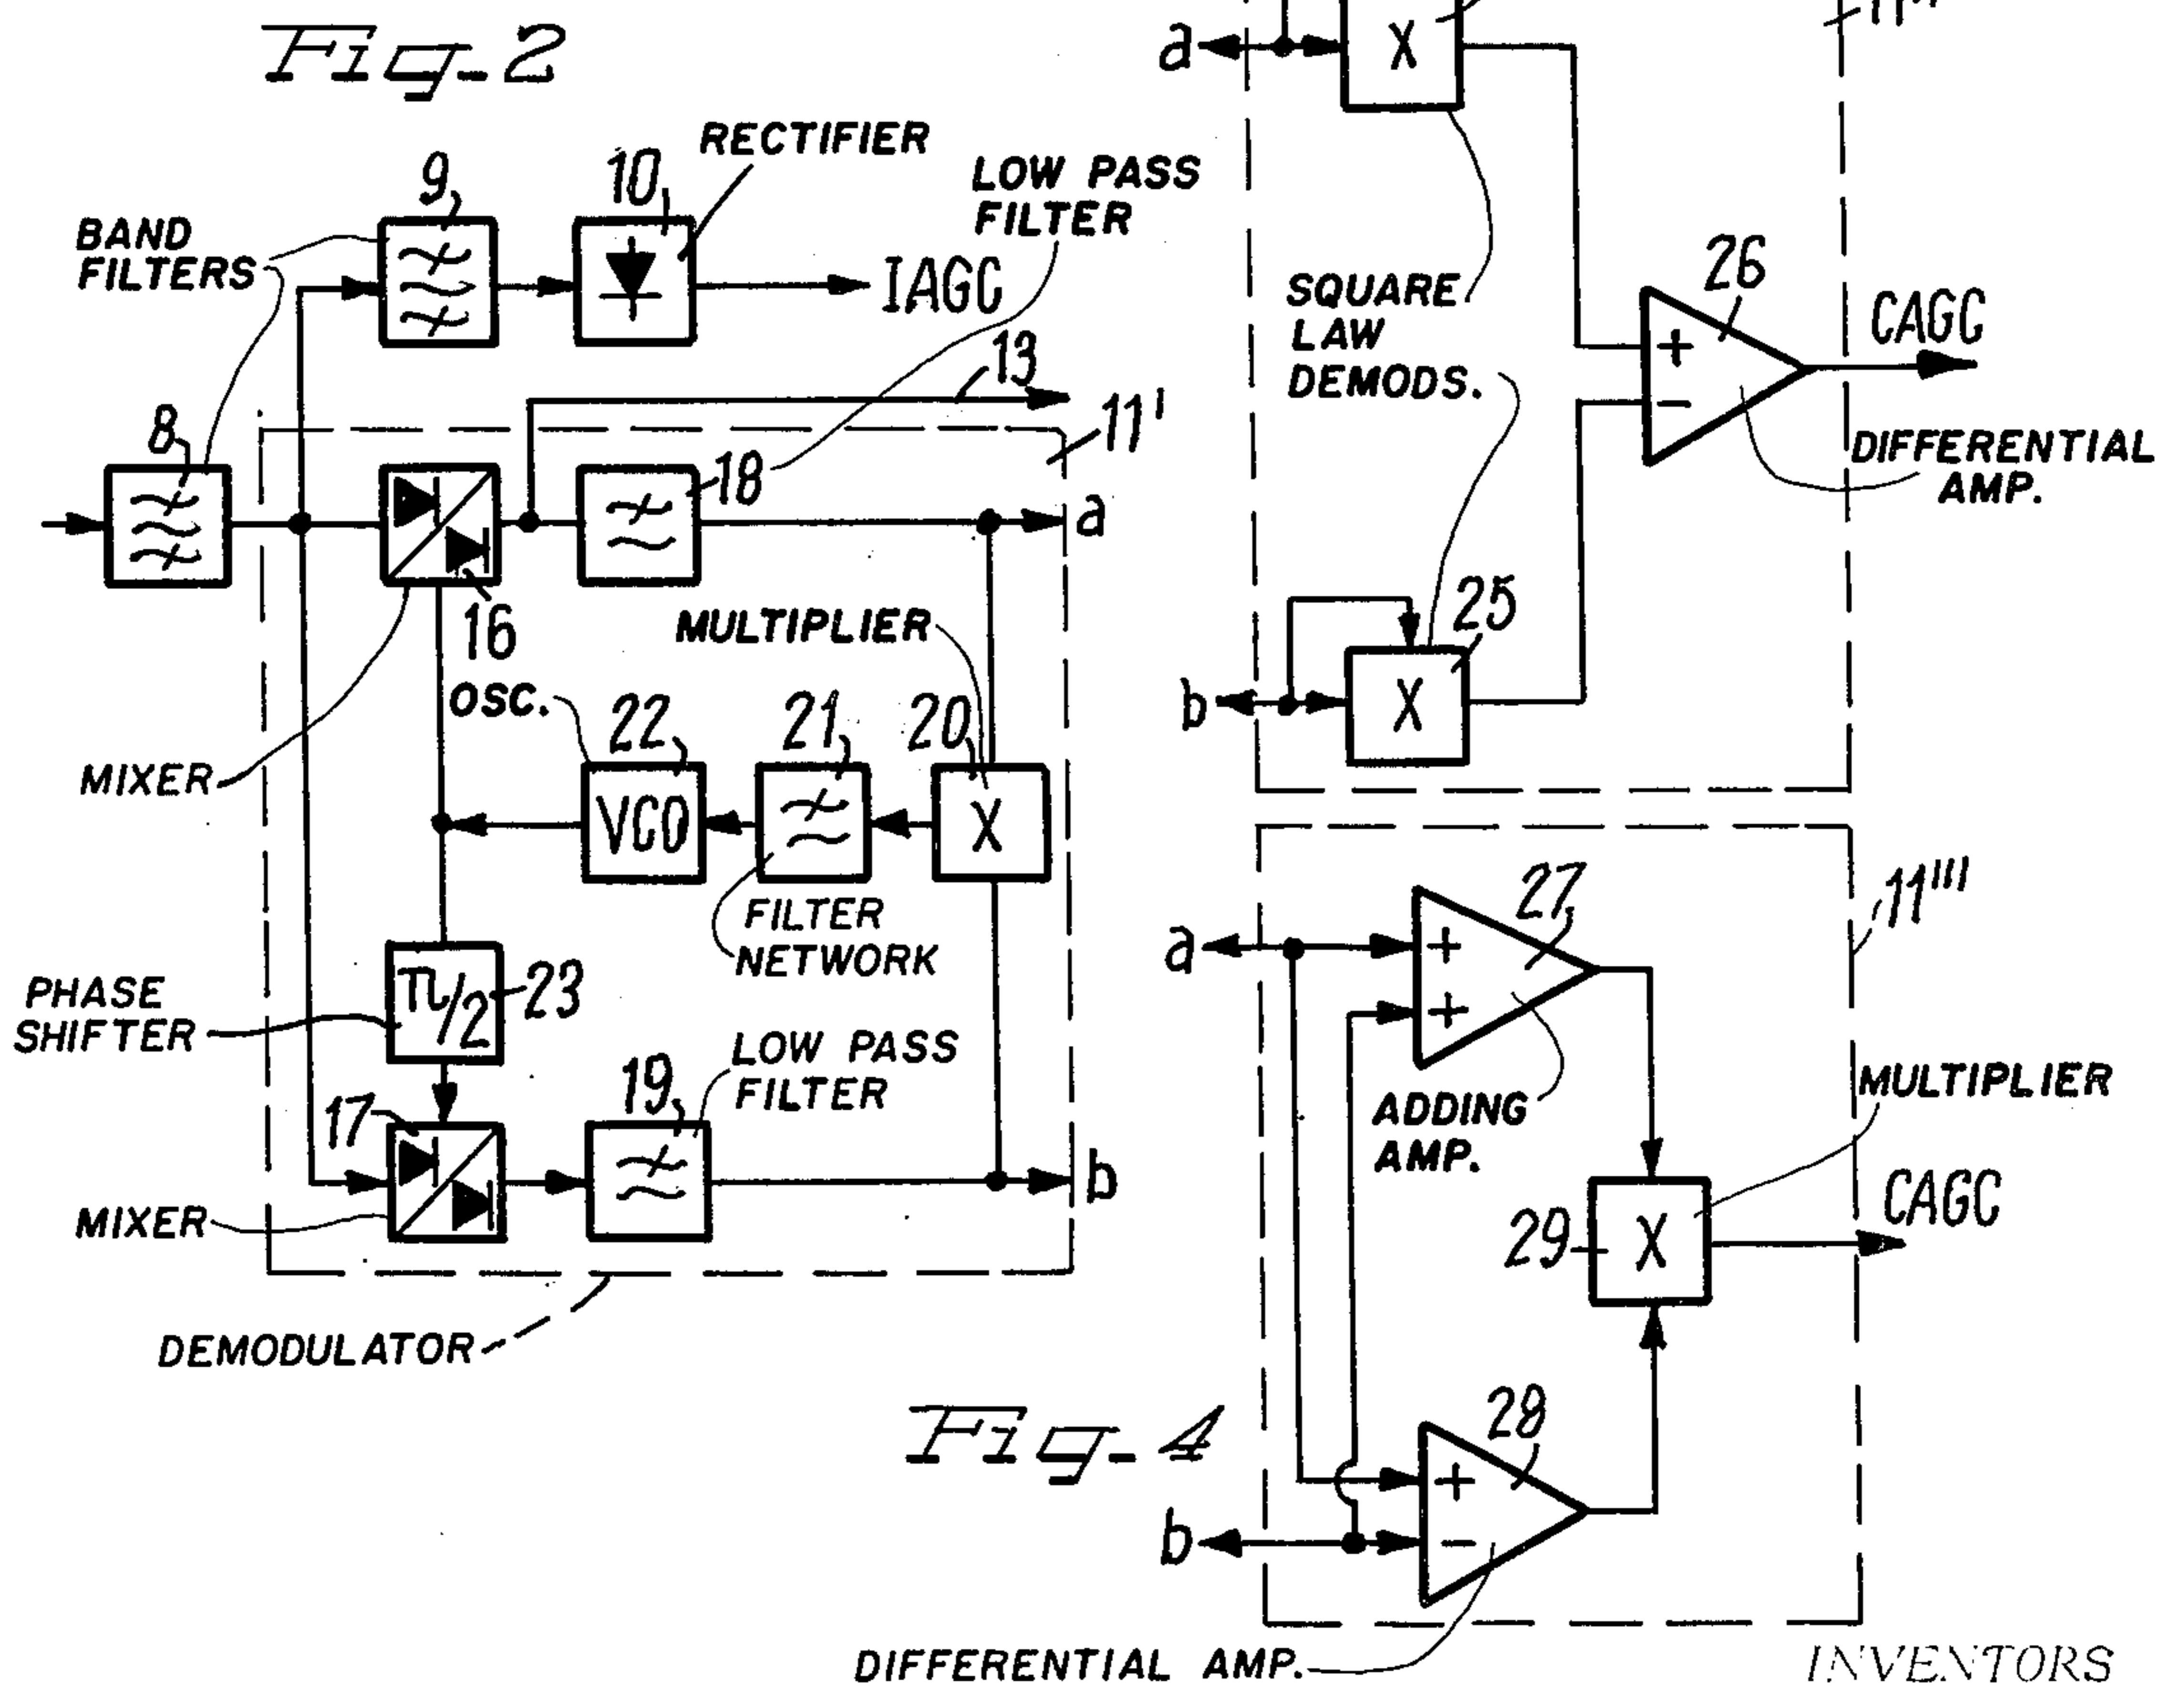 Fig-2
RECTIFIER
9
10
LOW PASS
FILTER
BAND
FILTERS
IAGC
13
11'
8
18
a
16
MULTIPLIER
OSC.
22
21
20
MIXER
VCO
X
FILTER
NETWORK
PHASE
SHIFTER
π/2
23
LOW PASS
FILTER
17
19
b
MIXER
DEMODULATOR
a
X
SQUARE
LAW
DEMODS.
26
CAGC
+
-
DIFFERENTIAL
AMP.
25
b
X
11'''
27
a
+
+
ADDING
AMP.
MULTIPLIER
29
X
CAGC
Fig-4
28
+
b
-
DIFFERENTIAL AMP.
INVENTORS